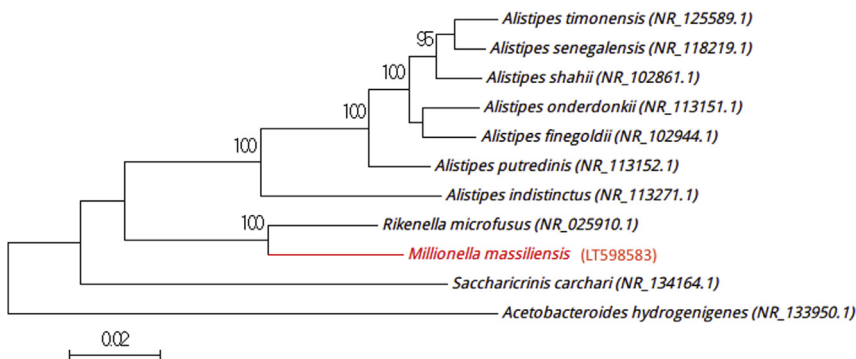 Alistipes timonensis (NR_125589.1)
95
Alistipes senegalensis (NR_118219.1)
100
Alistipes shahii (NR_102861.1)
100
Alistipes onderdonkii (NR_113151.1)
Alistipes finegoldii (NR_102944.1)
100
Alistipes putredinis (NR_113152.1)
Alistipes indistinctus (NR_113271.1)
100
Rikenella microfusus (NR_025910.1)
Millionella massiliensis (LT598583)
Saccharicrinis carchari (NR_134164.1)
Acetobacteroides hydrogenigenes (NR_133950.1)
0.02